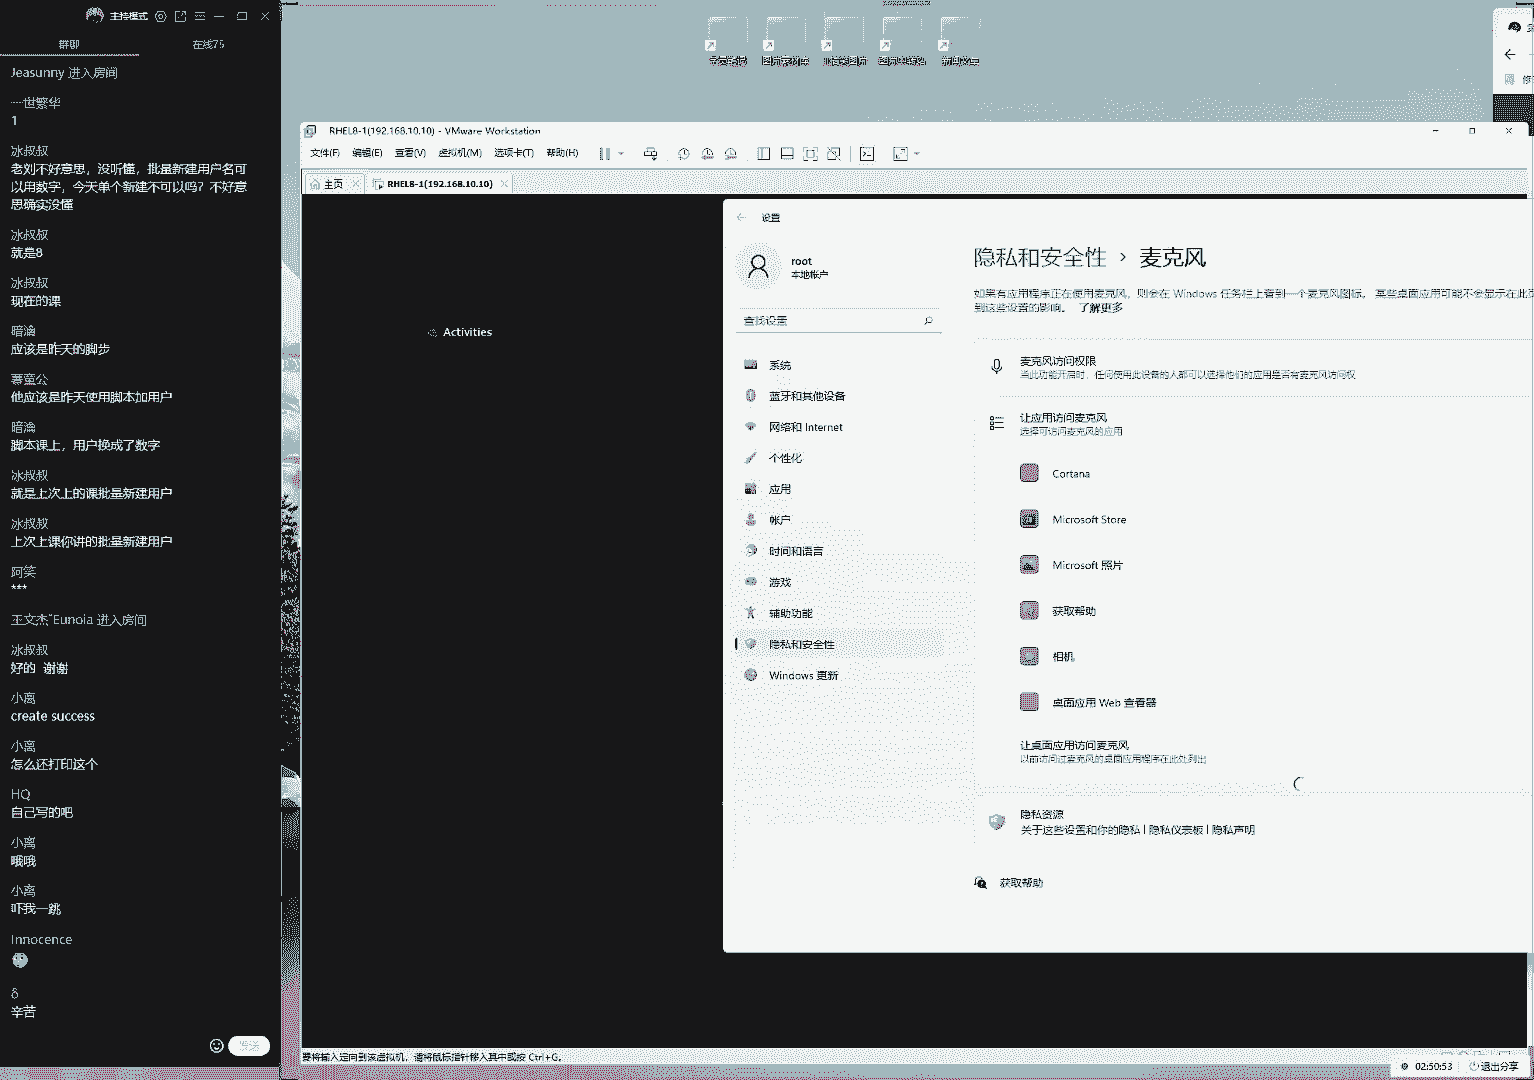 主持模式
群聊
在线75
Jeasunny 进入房间
一世繁华
1
冰叔叔
老刘不好意思，没听懂，批量新建用户名可
以用数字，今天单个新建不可以吗？不好意
思确实没懂
冰叔叔
就是8
冰叔叔
现在的课
应该是昨天的脚步
他应该是昨天使用脚本加用户
脚本课上，用户换成了数字
冰叔叔
就是上次上的课批量新建用户
冰叔叔
上次上课你讲的批量新建用户
阿笑
***
王文杰~Eunoia 进入房间
冰叔叔
好的 谢谢
小离
create success
小离
怎么还打印这个
HQ
自己写的吧
小离
哦哦
小离
吓我一跳
Innocence
δ
辛苦
发送
RHEL8-1(192.168.10.10) - VMware Workstation
文件(F) 编辑(E) 查看(V) 虚拟机(M) 选项卡(T) 帮助(H)
主页
RHEL8-1(192.168.10.10)
Activities
设置
root
本地帐户
查找设置
系统
蓝牙和其他设备
网络和 Internet
个性化
应用
帐户
时间和语言
游戏
辅助功能
隐私和安全性
Windows 更新
隐私和安全性 › 麦克风
如果有应用程序正在使用麦克风，则会在 Windows 任务栏上看到一个麦克风图标。 某些桌面应用可能不会显示在此页
到这些设置的影响。 了解更多
麦克风访问权限
当此功能开启时，任何使用此设备的人都可以选择他们的应用是否有麦克风访问权
让应用访问麦克风
选择可访问麦克风的应用
Cortana
Microsoft Store
Microsoft 照片
获取帮助
相机
桌面应用 Web 查看器
让桌面应用访问麦克风
以前访问过麦克风的桌面应用程序在此处列出
隐私资源
关于这些设置和你的隐私 | 隐私仪表板 | 隐私声明
获取帮助
要将输入定向到该虚拟机，请将鼠标指针移入其中或按 Ctrl+G。
02:50:53
退出分享